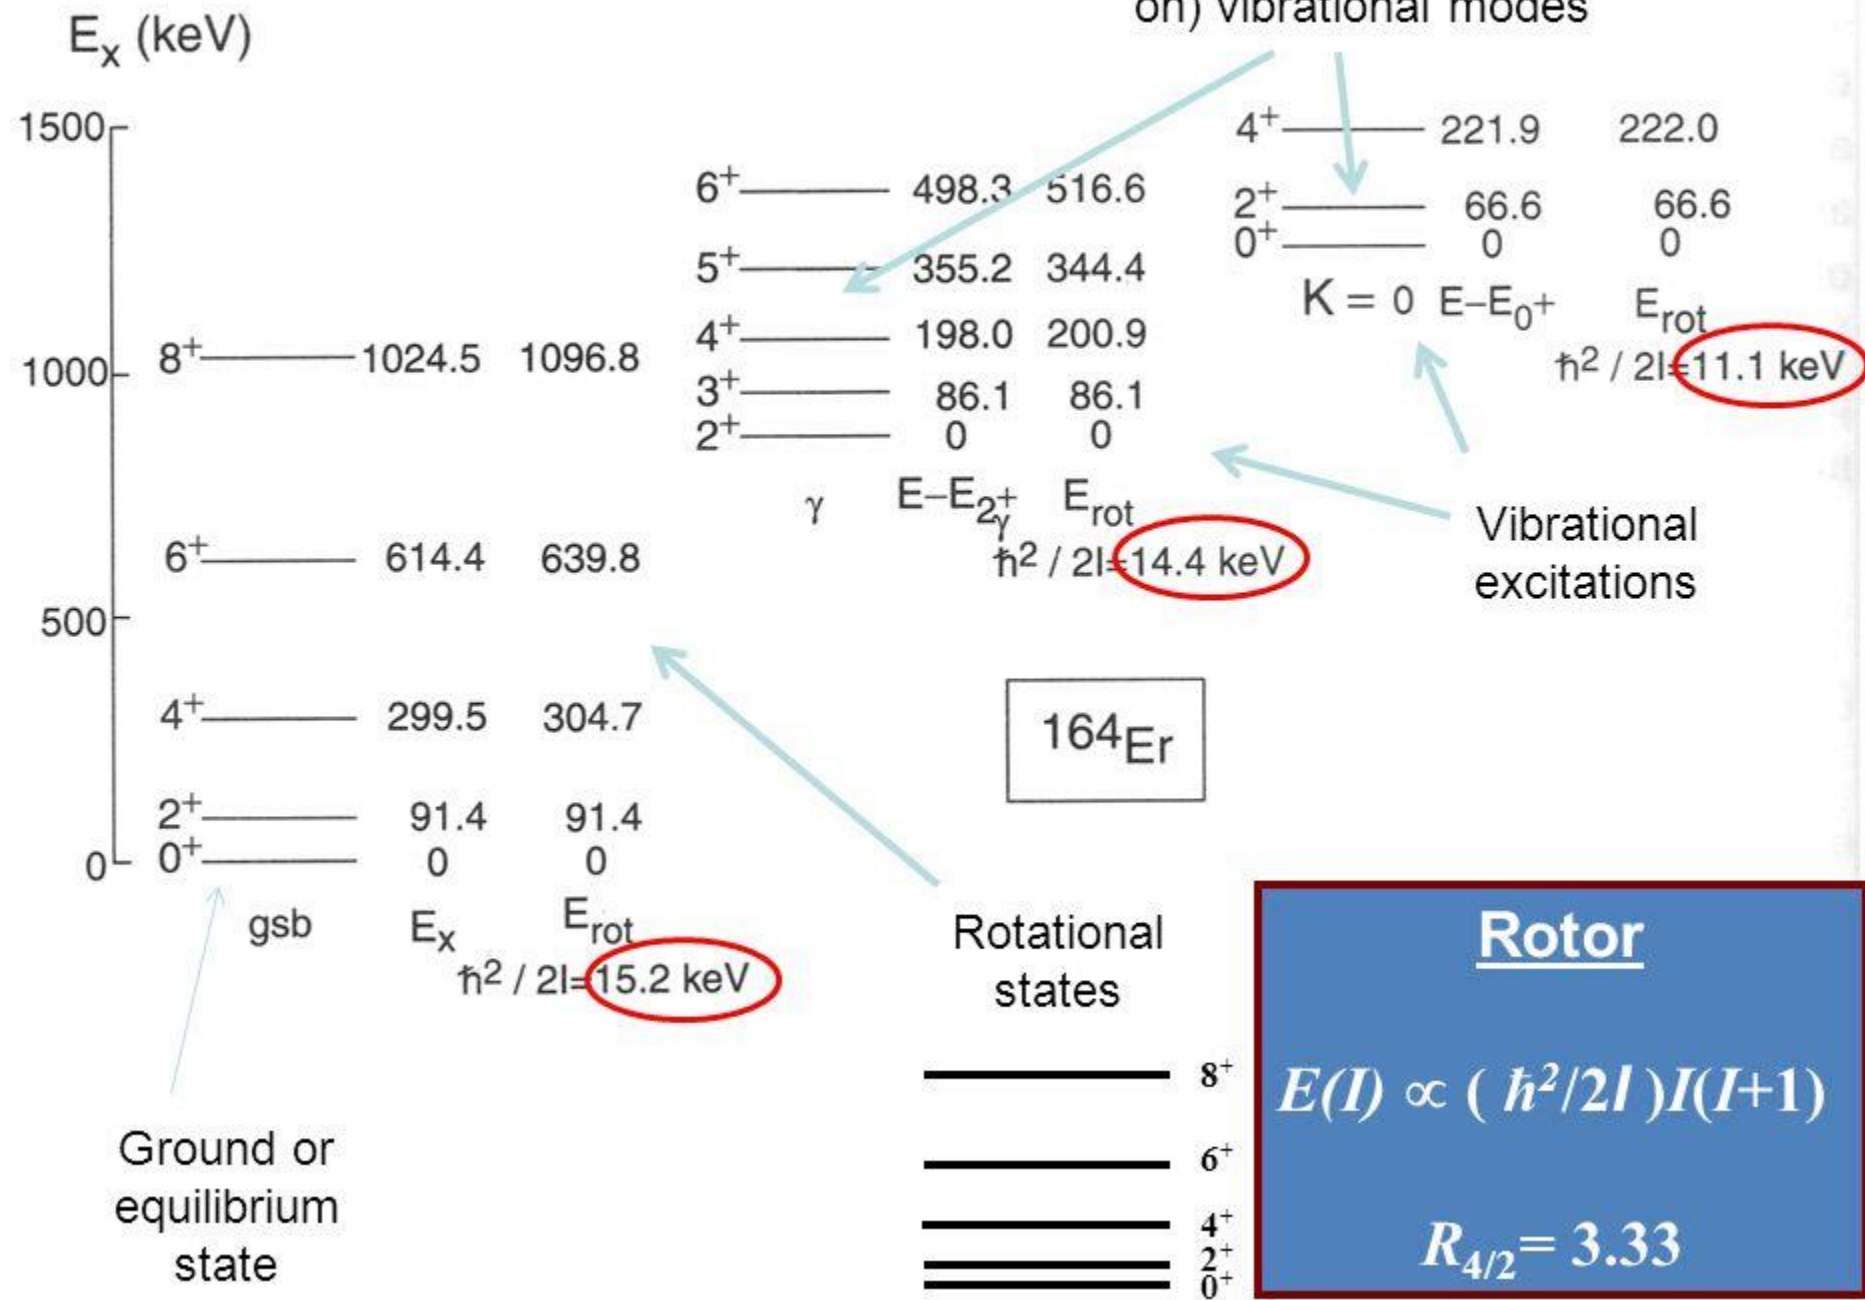 on) vibrational modes
Eₓ (keV)
1500
1000
500
0
8⁺ 1024.5 1096.8
6⁺ 614.4 639.8
4⁺ 299.5 304.7
2⁺ 91.4 91.4
0⁺ 0 0
gsb Eₓ E_rot
ħ² / 2I=15.2 keV
6⁺ 498.3 516.6
5⁺ 355.2 344.4
4⁺ 198.0 200.9
3⁺ 86.1 86.1
2⁺ 0 0
γ E–E_2γ⁺ E_rot
ħ² / 2I=14.4 keV
4⁺ 221.9 222.0
2⁺ 66.6 66.6
0⁺ 0 0
K = 0 E–E₀+ E_rot
ħ² / 2I=11.1 keV
Vibrational
excitations
¹⁶⁴Er
Rotational
states
8⁺
6⁺
4⁺
2⁺
0⁺
Ground or
equilibrium
state
Rotor
E(I) ∝ ( ħ²/2I )I(I+1)
R₄/₂= 3.33